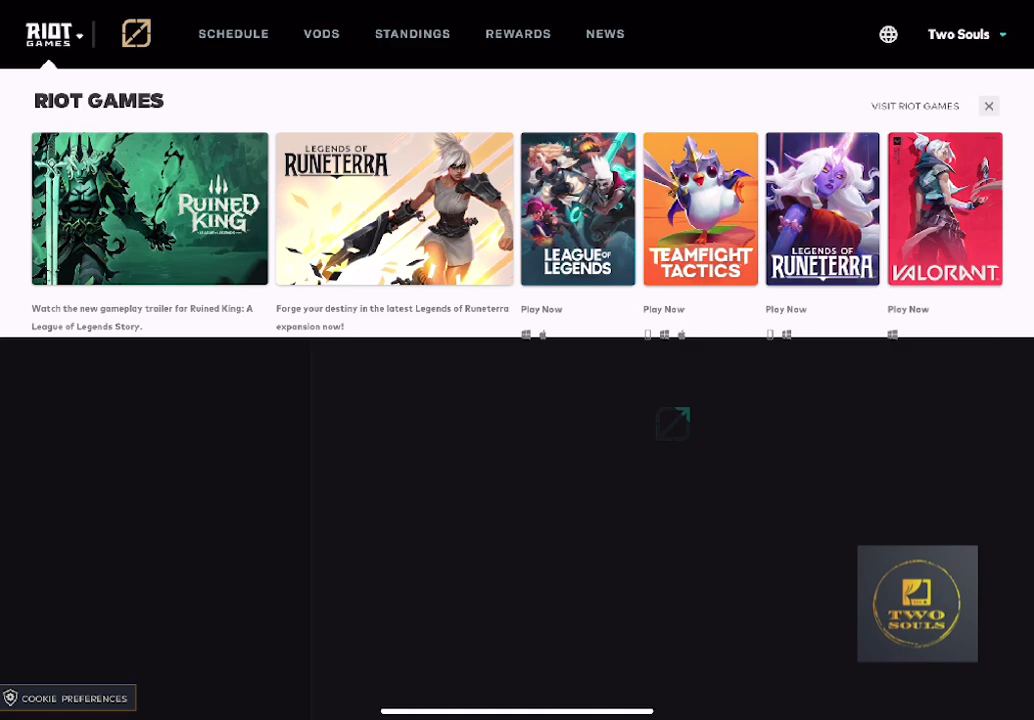 RIOT GAMES
SCHEDULE VODS STANDINGS REWARDS NEWS
Two Souls
RIOT GAMES
VISIT RIOT GAMES
RUINED KING
LEGENDS OF RUNETERRA
LEAGUE OF LEGENDS
TEAMFIGHT TACTICS
LEGENDS OF RUNETERRA
VALORANT
Watch the new gameplay trailer for Ruined King: A
League of Legends Story.
Forge your destiny in the latest Legends of Runeterra
expansion now!
Play Now
Play Now
Play Now
Play Now
TWO
SOULS
COOKIE PREFERENCES